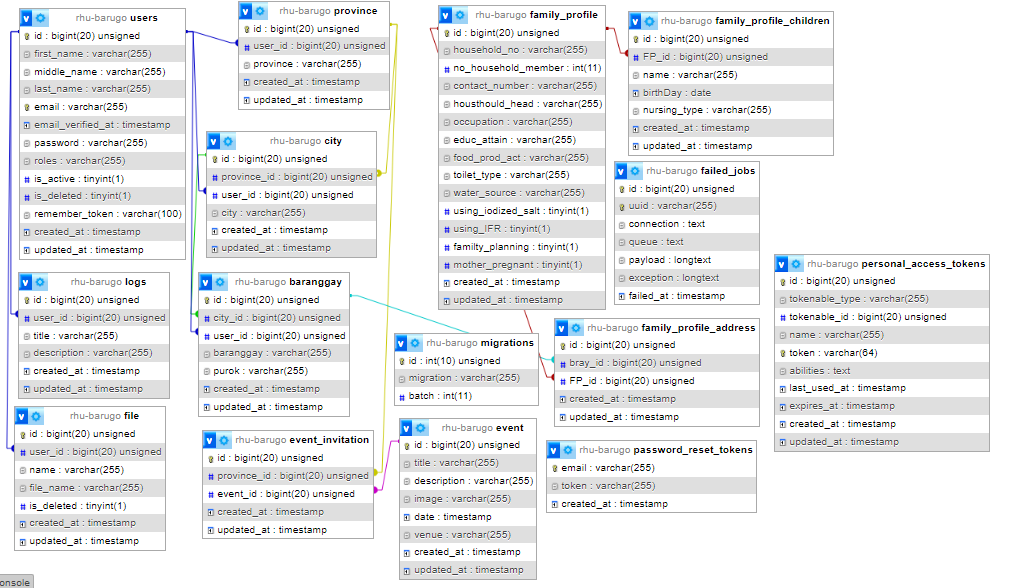 rhu-barugo users
id : bigint(20) unsigned
first_name : varchar(255)
middle_name : varchar(255)
last_name : varchar(255)
email : varchar(255)
email_verified_at : timestamp
password : varchar(255)
roles : varchar(255)
is_active : tinyint(1)
is_deleted : tinyint(1)
remember_token : varchar(100)
created_at : timestamp
updated_at : timestamp
rhu-barugo province
id : bigint(20) unsigned
user_id : bigint(20) unsigned
province : varchar(255)
created_at : timestamp
updated_at : timestamp
rhu-barugo family_profile
id : bigint(20) unsigned
household_no : varchar(255)
no_household_member : int(11)
contact_number : varchar(255)
housthould_head : varchar(255)
occupation : varchar(255)
educ_attain : varchar(255)
food_prod_act : varchar(255)
toilet_type : varchar(255)
water_source : varchar(255)
using_iodized_salt : tinyint(1)
using_IFR : tinyint(1)
familty_planning : tinyint(1)
mother_pregnant : tinyint(1)
created_at : timestamp
updated_at : timestamp
rhu-barugo family_profile_children
id : bigint(20) unsigned
FP_id : bigint(20) unsigned
name : varchar(255)
birthDay : date
nursing_type : varchar(255)
created_at : timestamp
updated_at : timestamp
rhu-barugo city
id : bigint(20) unsigned
province_id : bigint(20) unsigned
user_id : bigint(20) unsigned
city : varchar(255)
created_at : timestamp
updated_at : timestamp
rhu-barugo failed_jobs
id : bigint(20) unsigned
uuid : varchar(255)
connection : text
queue : text
payload : longtext
exception : longtext
failed_at : timestamp
rhu-barugo personal_access_tokens
id : bigint(20) unsigned
tokenable_type : varchar(255)
tokenable_id : bigint(20) unsigned
name : varchar(255)
token : varchar(64)
abilities : text
last_used_at : timestamp
expires_at : timestamp
created_at : timestamp
updated_at : timestamp
rhu-barugo logs
id : bigint(20) unsigned
user_id : bigint(20) unsigned
title : varchar(255)
description : varchar(255)
created_at : timestamp
updated_at : timestamp
rhu-barugo baranggay
id : bigint(20) unsigned
city_id : bigint(20) unsigned
user_id : bigint(20) unsigned
baranggay : varchar(255)
purok : varchar(255)
created_at : timestamp
updated_at : timestamp
rhu-barugo migrations
id : int(10) unsigned
migration : varchar(255)
batch : int(11)
rhu-barugo family_profile_address
id : bigint(20) unsigned
bray_id : bigint(20) unsigned
FP_id : bigint(20) unsigned
created_at : timestamp
updated_at : timestamp
rhu-barugo file
id : bigint(20) unsigned
user_id : bigint(20) unsigned
name : varchar(255)
file_name : varchar(255)
is_deleted : tinyint(1)
created_at : timestamp
updated_at : timestamp
rhu-barugo event_invitation
id : bigint(20) unsigned
province_id : bigint(20) unsigned
event_id : bigint(20) unsigned
created_at : timestamp
updated_at : timestamp
rhu-barugo event
id : bigint(20) unsigned
title : varchar(255)
description : varchar(255)
image : varchar(255)
date : timestamp
venue : varchar(255)
created_at : timestamp
updated_at : timestamp
rhu-barugo password_reset_tokens
email : varchar(255)
token : varchar(255)
created_at : timestamp
onsole